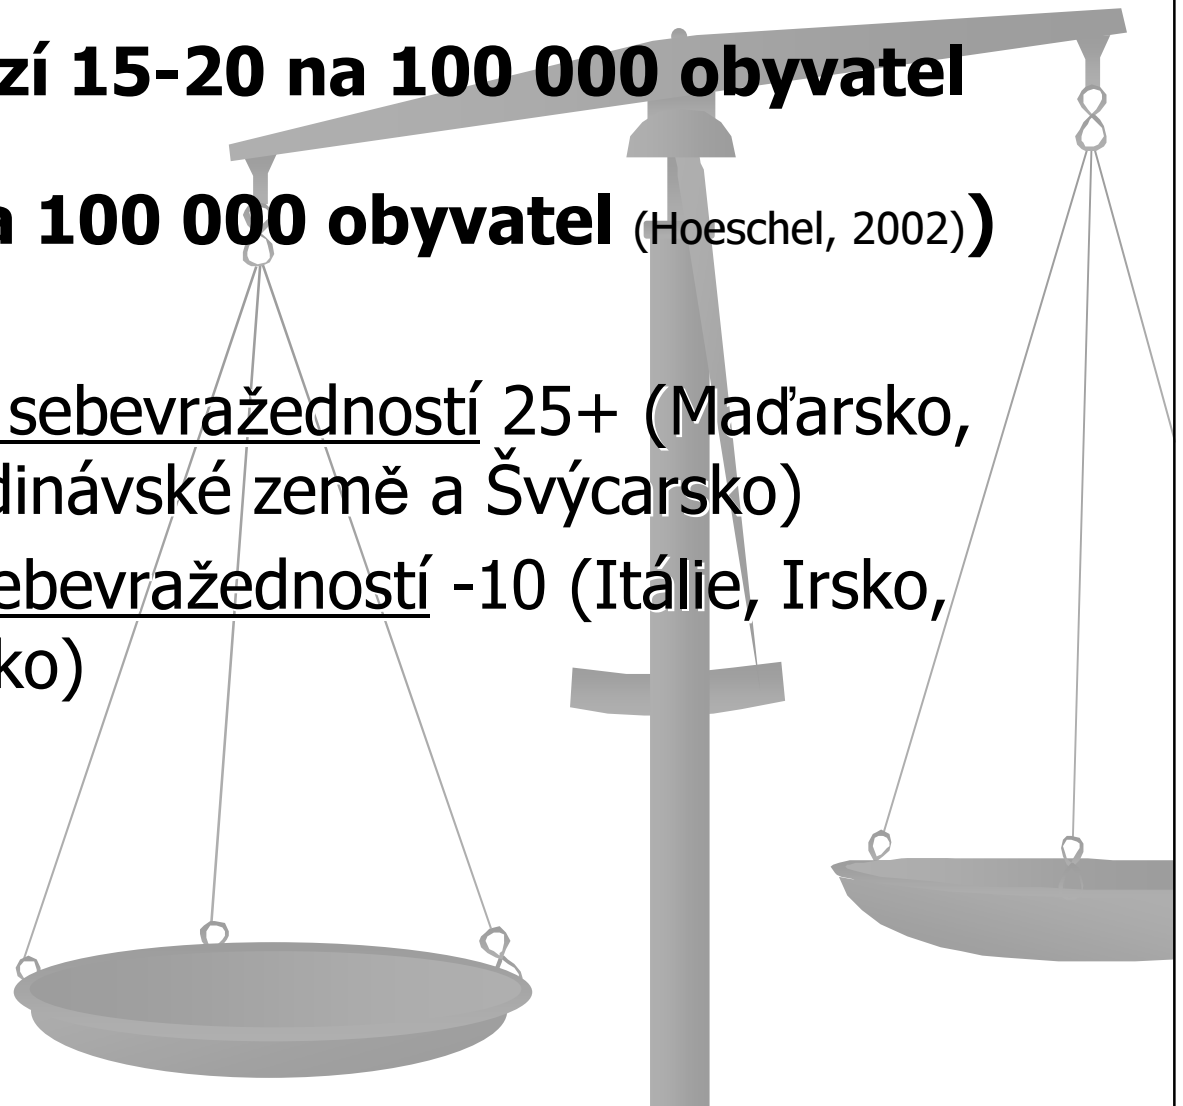 zí 15-20 na 100 000 obyvatel
a 100 000 obyvatel (Hoeschel, 2002))
sebevražedností 25+ (Maďarsko,
dinávské země a Švýcarsko)
ebevražedností -10 (Itálie, Irsko,
ko)